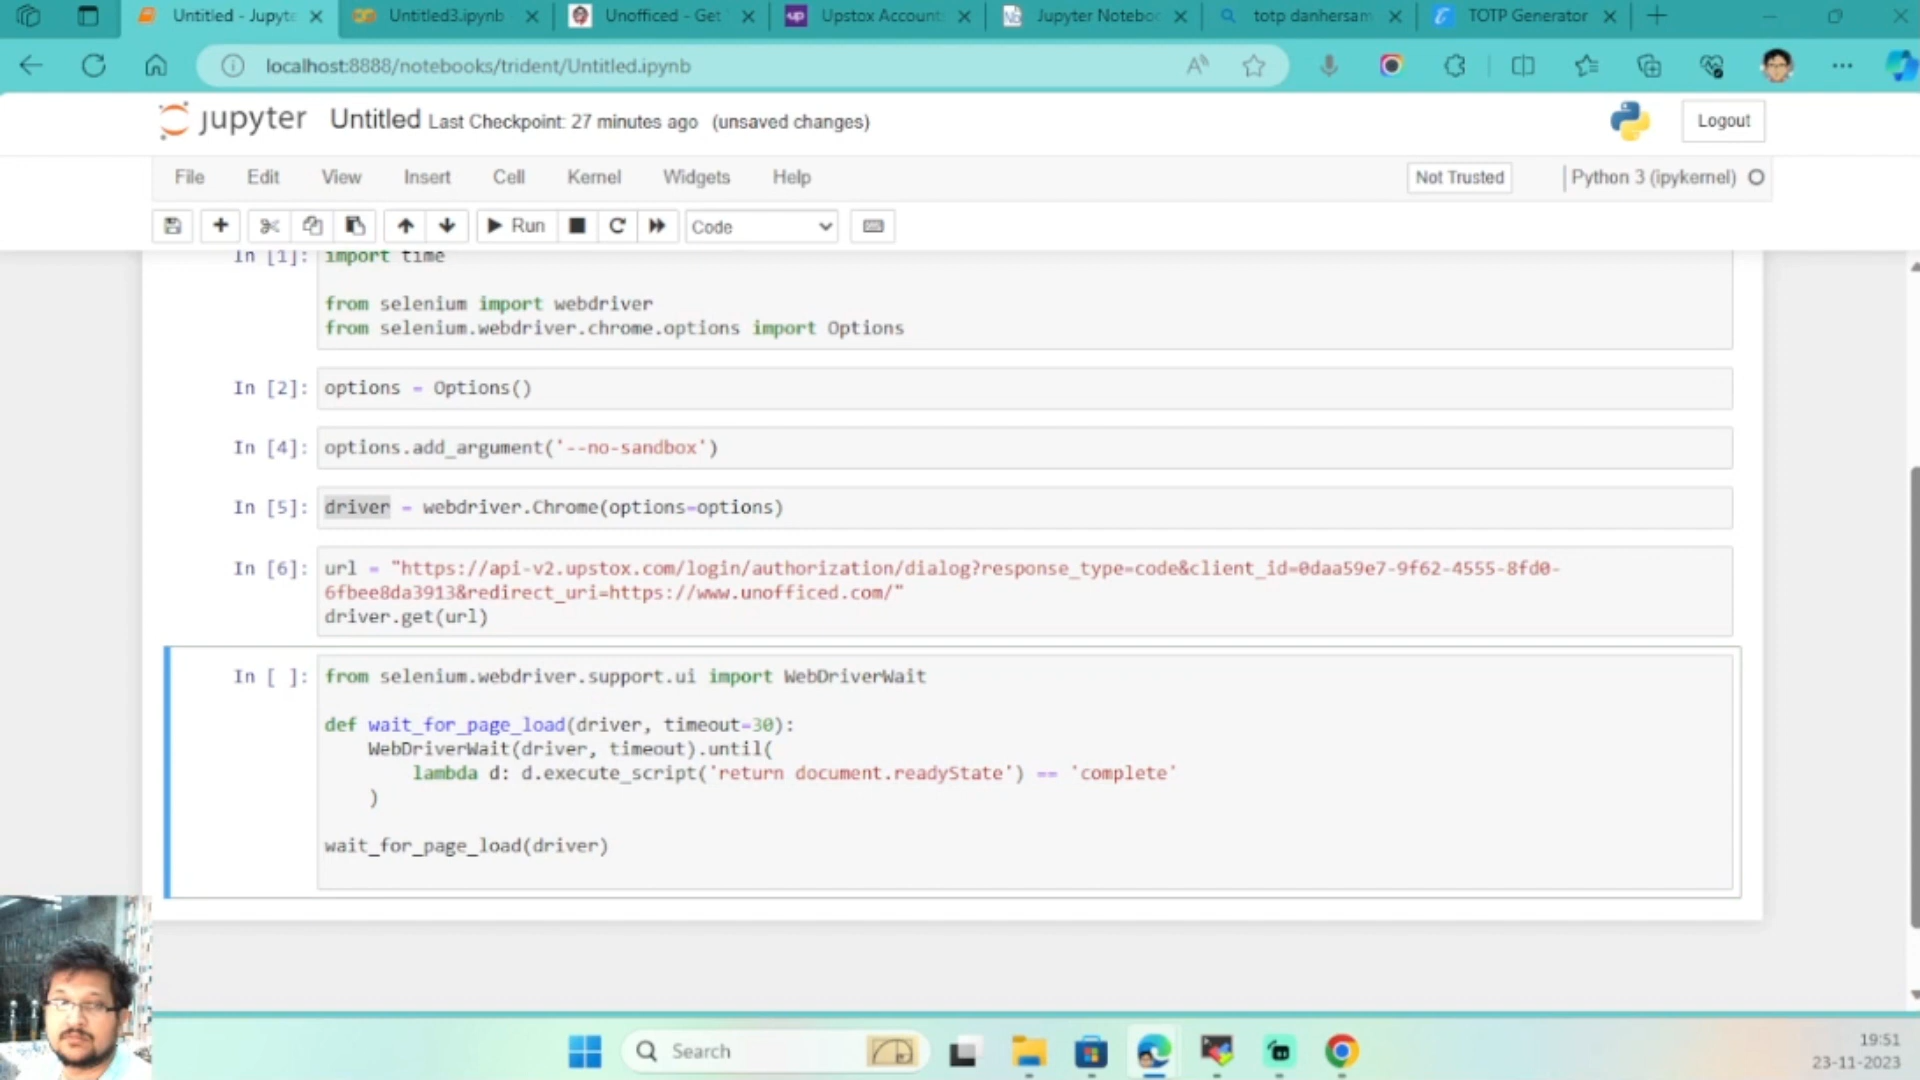 Untitled - Jupyte
Untitled3.ipynb
Unofficed - Get
up
Upstox Account
Jupyter Noteboo
totp danhersam
TOTP Generator
localhost:8888/notebooks/trident/Untitled.ipynb
jupyter Untitled Last Checkpoint: 27 minutes ago (unsaved changes)
Logout
File Edit View Insert Cell Kernel Widgets Help
Not Trusted
Python 3 (ipykernel)
Run
Code
In [1]: import time
from selenium import webdriver
from selenium.webdriver.chrome.options import Options
In [2]: options = Options()
In [4]: options.add_argument('--no-sandbox')
In [5]: driver = webdriver.Chrome(options=options)
In [6]: url = "https://api-v2.upstox.com/login/authorization/dialog?response_type=code&client_id=0daa59e7-9f62-4555-8fd0-
6fbee8da3913&redirect_uri=https://www.unofficed.com/"
driver.get(url)
In [ ]: from selenium.webdriver.support.ui import WebDriverWait
def wait_for_page_load(driver, timeout=30):
WebDriverWait(driver, timeout).until(
lambda d: d.execute_script('return document.readyState') == 'complete'
)
wait_for_page_load(driver)
Search
19:51
23-11-2023